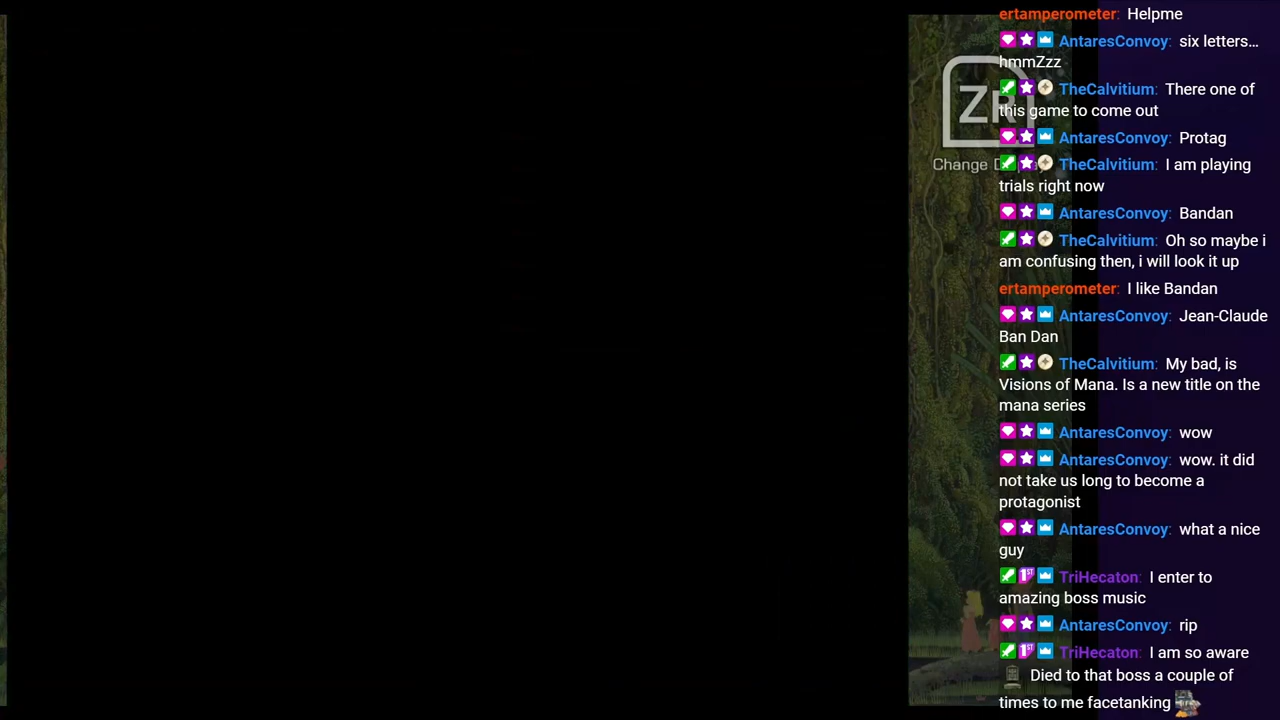 ertamperometer: Helpme
AntaresConvoy: six letters...
hmmZzz
TheCalvitium: There one of
this game to come out
AntaresConvoy: Protag
TheCalvitium: I am playing
trials right now
AntaresConvoy: Bandan
TheCalvitium: Oh so maybe i
am confusing then, i will look it up
ertamperometer: I like Bandan
AntaresConvoy: Jean-Claude
Ban Dan
TheCalvitium: My bad, is
Visions of Mana. Is a new title on the
mana series
AntaresConvoy: wow
AntaresConvoy: wow. it did
not take us long to become a
protagonist
AntaresConvoy: what a nice
guy
TriHecaton: I enter to
amazing boss music
AntaresConvoy: rip
TriHecaton: I am so aware
Died to that boss a couple of
times to me facetanking
ZR
Change